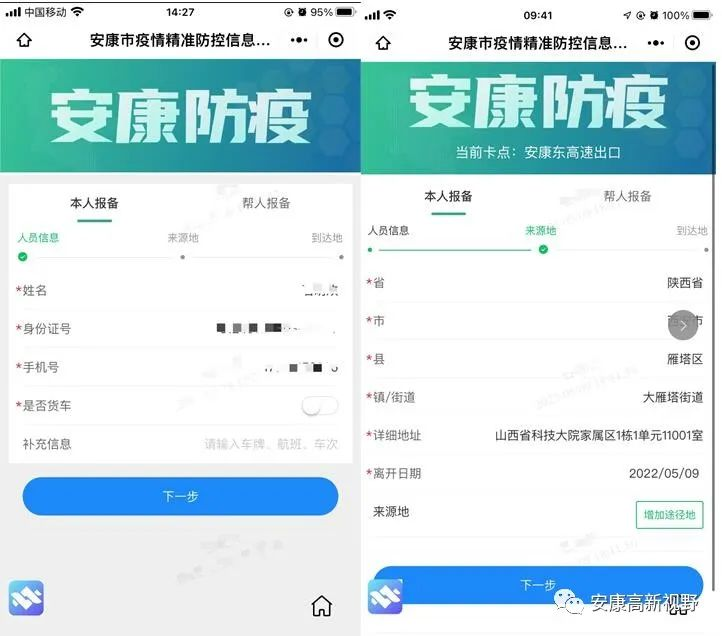 中国移动
14:27
95%
安康市疫情精准防控信息...
安康防疫
本人报备
帮人报备
人员信息
来源地
到达地
*姓名
*身份证号
*手机号
*是否货车
补充信息
请输入车牌、航班、车次
下一步
09:41
100%
安康市疫情精准防控信息...
安康防疫
当前卡点：安康东高速出口
本人报备
帮人报备
人员信息
来源地
到达地
*省 陕西省
*市 市
*县 雁塔区
*镇/街道 大雁塔街道
*详细地址 山西省科技大院家属区1栋1单元11001室
*离开日期 2022/05/09
来源地 增加途径地
下一步
安康高新视野